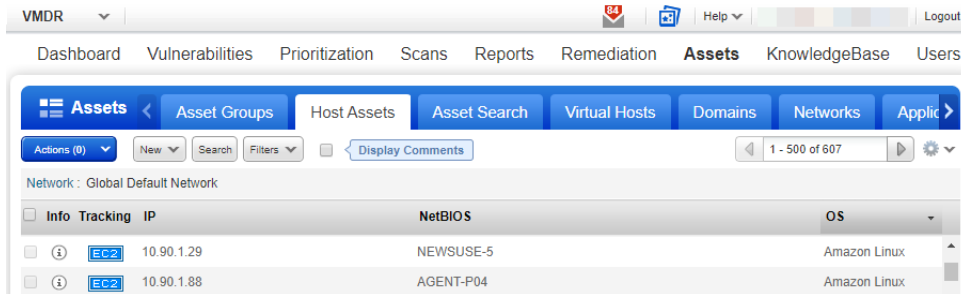 VMDR 84 Help Logout
Dashboard Vulnerabilities Prioritization Scans Reports Remediation Assets KnowledgeBase Users
Assets Asset Groups Host Assets Asset Search Virtual Hosts Domains Networks Applic
Actions (0) New Search Filters Display Comments 1 - 500 of 607
Network : Global Default Network
Info Tracking IP NetBIOS OS
i EC2 10.90.1.29 NEWSUSE-5 Amazon Linux
i EC2 10.90.1.88 AGENT-P04 Amazon Linux